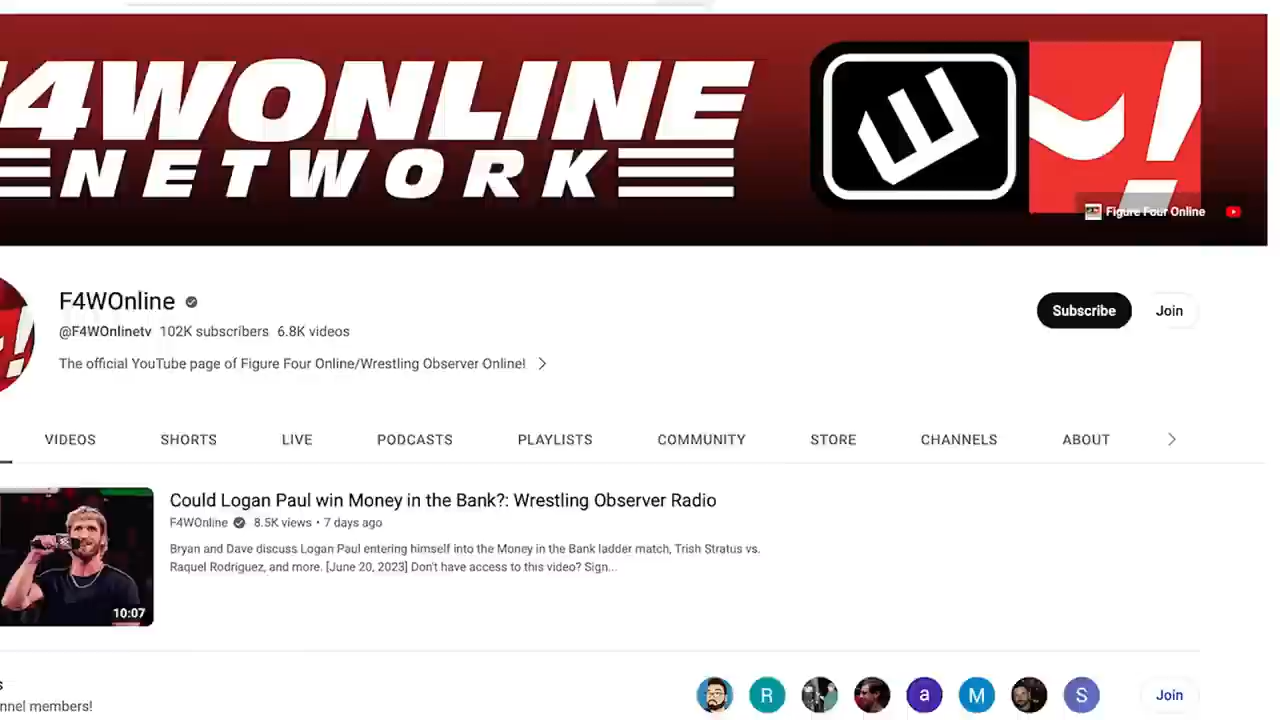 F4WONLINE
NETWORK
Figure Four Online
F4WOnline
@F4WOnlinetv 102K subscribers 6.8K videos
The official YouTube page of Figure Four Online/Wrestling Observer Online!
Subscribe
Join
VIDEOS SHORTS LIVE PODCASTS PLAYLISTS COMMUNITY STORE CHANNELS ABOUT
Could Logan Paul win Money in the Bank?: Wrestling Observer Radio
F4WOnline 8.5K views • 7 days ago
Bryan and Dave discuss Logan Paul entering himself into the Money in the Bank ladder match, Trish Stratus vs.
Raquel Rodriguez, and more. [June 20, 2023] Don't have access to this video? Sign...
10:07
s
nnel members!
R a M S
Join